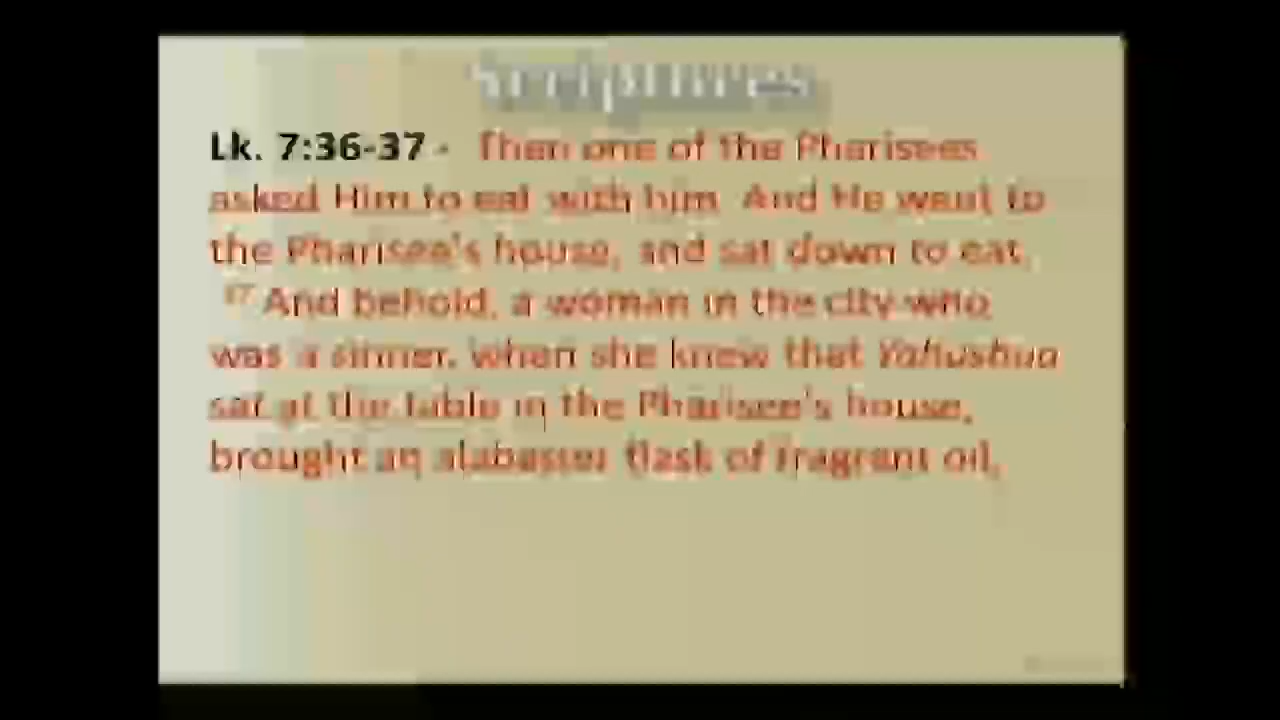 Scriptures
Lk. 7:36-37 - Then one of the Pharisees
asked Him to eat with him. And He went to
the Pharisee's house, and sat down to eat.
37 And behold, a woman in the city who
was a sinner, when she knew that Yahushua
sat at the table in the Pharisee's house,
brought an alabaster flask of fragrant oil,